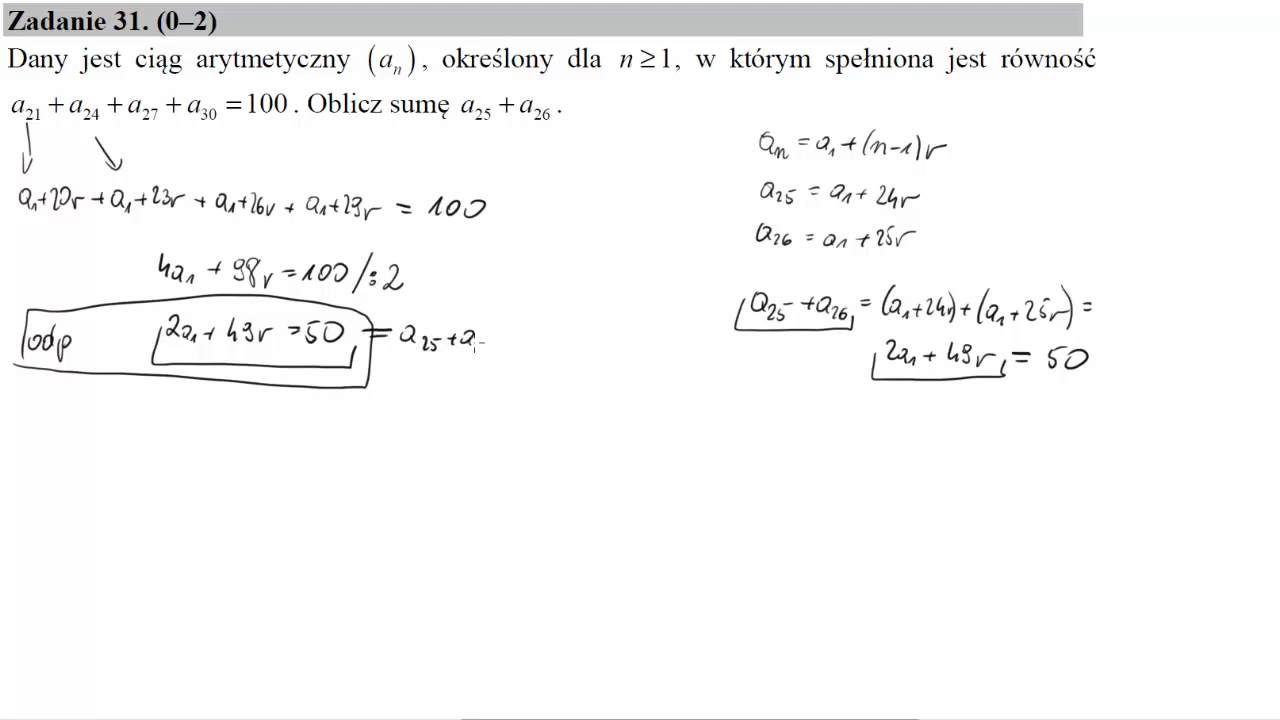 Zadanie 31. (0–2)
Dany jest ciąg arytmetyczny (aₙ), określony dla n ≥ 1, w którym spełniona jest równość
a₂₁ + a₂₄ + a₂₇ + a₃₀ = 100. Oblicz sumę a₂₅ + a₂₆.
a₁+20r + a₁+23r + a₁+26r + a₁+29r = 100
4a₁ + 98r = 100 /:2
odp 2a₁ + 49r = 50 = a₂₅ + a
aₙ = a₁ + (n-1)r
a₂₅ = a₁ + 24r
a₂₆ = a₁ + 25r
a₂₅ + a₂₆ = (a₁+24r) + (a₁+25r) =
2a₁ + 49r = 50